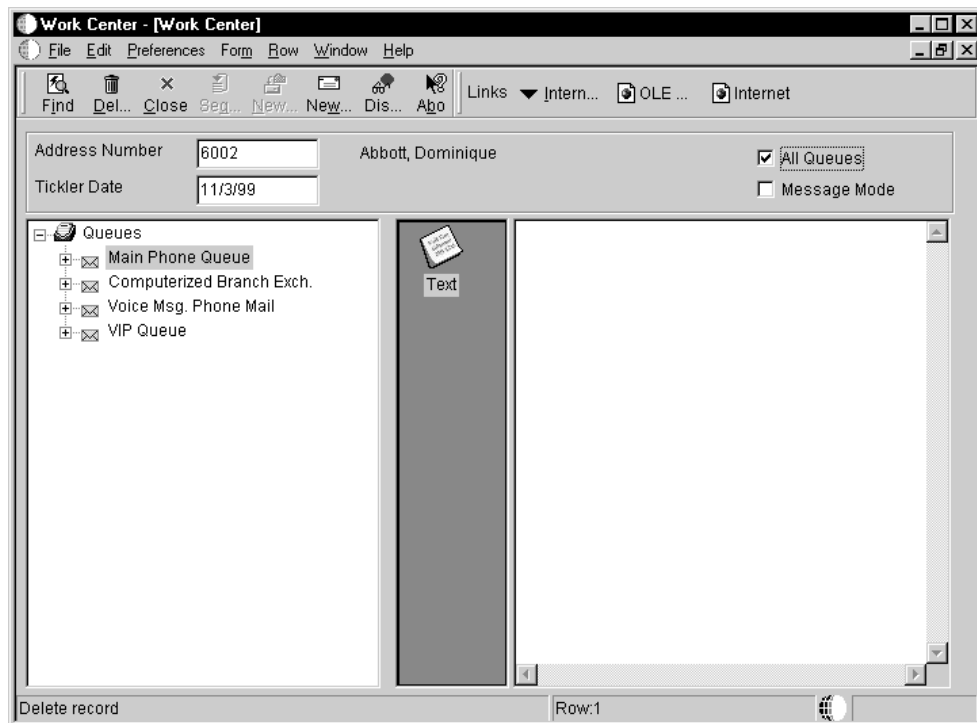 Work Center - [Work Center]
File Edit Preferences Form Row Window Help
Find Del... Close Seq... New... New... Dis... Abo Links Intern... OLE ... Internet
Address Number 6002 Abbott, Dominique All Queues
Tickler Date 11/3/99 Message Mode
Queues
Main Phone Queue
Computerized Branch Exch.
Voice Msg. Phone Mail
VIP Queue
Text
Delete record Row:1